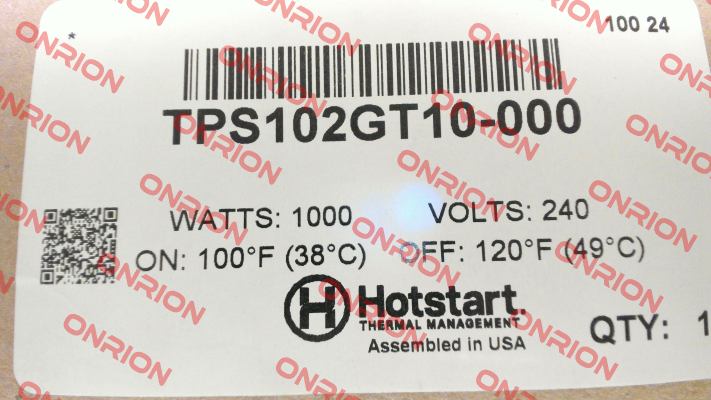 *
100 24
TPS102GT10-000
WATTS: 1000 VOLTS: 240
ON: 100°F (38°C) OFF: 120°F (49°C)
H Hotstart.
THERMAL MANAGEMENT
Assembled in USA
QTY: 1
ONRION